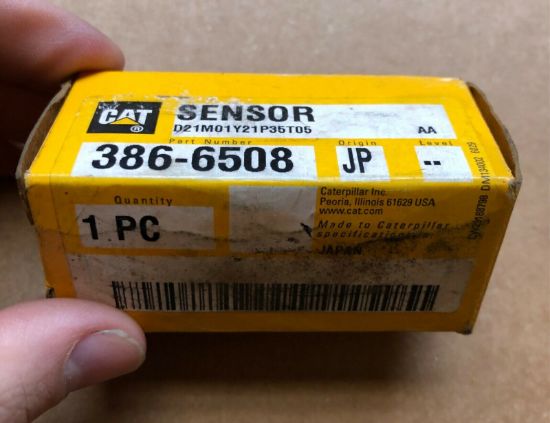 CAT
®
SENSOR
D21M01Y21P35T05 AA
Part Number Origin Level
386-6508 JP --
Quantity
1 PC
Caterpillar Inc.
Peoria, Illinois 61629 USA
www.cat.com
Made to Caterpillar
specifications
JAPAN